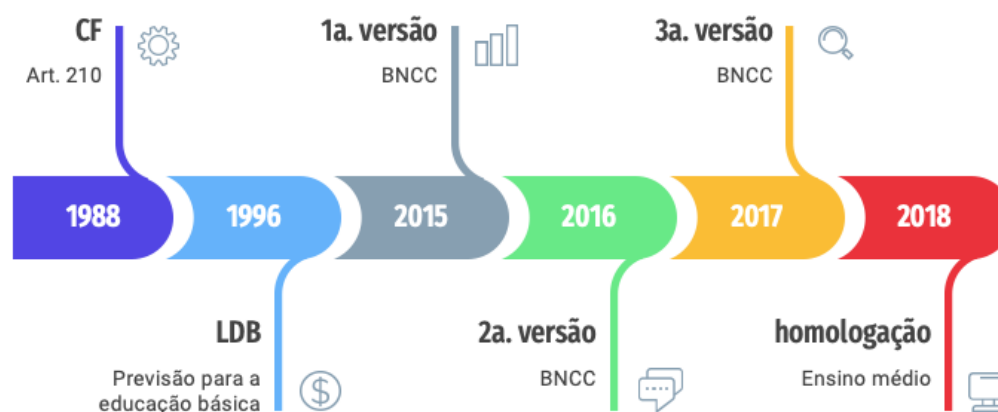 CF
Art. 210
1a. versão
BNCC
3a. versão
BNCC
1988
1996
2015
2016
2017
2018
LDB
Previsão para a
educação básica
2a. versão
BNCC
homologação
Ensino médio